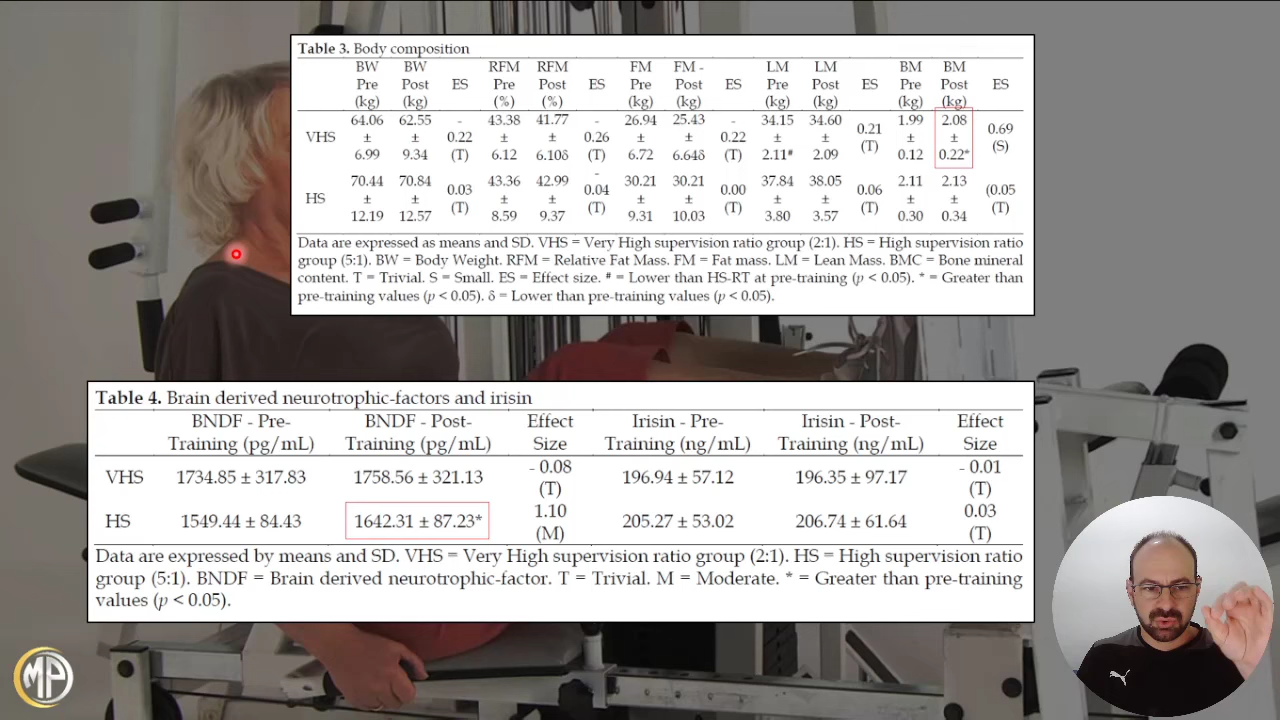 Table 3. Body composition
BW BW RFM RFM FM FM - LM LM BM BM
Pre Post ES Pre Post ES Pre Post ES Pre Post ES Pre Post ES
(kg) (kg) (%) (%) (kg) (kg) (kg) (kg) (kg) (kg)
64.06 62.55 - 43.38 41.77 - 26.94 25.43 - 34.15 34.60 1.99 2.08
VHS ± ± 0.22 ± ± 0.26 ± ± 0.22 ± ± 0.21 (T) ± ± 0.69 (S)
6.99 9.34 (T) 6.12 6.10δ (T) 6.72 6.64δ (T) 2.11# 2.09 0.12 0.22*
70.44 70.84 43.36 42.99 - 30.21 30.21 37.84 38.05 2.11 2.13
HS ± ± 0.03 (T) ± ± 0.04 ± ± 0.00 (T) ± ± 0.06 (T) ± ± (0.05 (T)
12.19 12.57 8.59 9.37 (T) 9.31 10.03 3.80 3.57 0.30 0.34
Data are expressed as means and SD. VHS = Very High supervision ratio group (2:1). HS = High supervision
ratio group (5:1). BW = Body Weight. RFM = Relative Fat Mass. FM = Fat mass. LM = Lean Mass. BMC = Bone mineral
content. T = Trivial. S = Small. ES = Effect size. # = Lower than HS-RT at pre-training (p < 0.05). * = Greater than
pre-training values (p < 0.05). δ = Lower than pre-training values (p < 0.05).
Table 4. Brain derived neurotrophic-factors and irisin
BNDF - Pre- BNDF - Post- Effect Irisin - Pre- Irisin - Post- Effect
Training (pg/mL) Training (pg/mL) Size Training (ng/mL) Training (ng/mL) Size
VHS 1734.85 ± 317.83 1758.56 ± 321.13 - 0.08 (T) 196.94 ± 57.12 196.35 ± 97.17 - 0.01 (T)
HS 1549.44 ± 84.43 1642.31 ± 87.23* 1.10 (M) 205.27 ± 53.02 206.74 ± 61.64 0.03 (T)
Data are expressed by means and SD. VHS = Very High supervision ratio group (2:1). HS = High supervision ratio
group (5:1). BNDF = Brain derived neurotrophic-factor. T = Trivial. M = Moderate. * = Greater than pre-training
values (p < 0.05).
MP